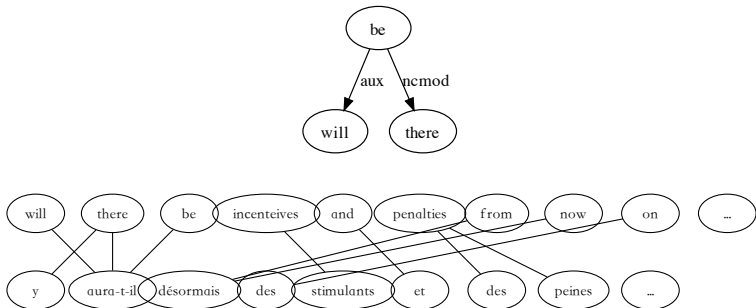 be
aux ncmod
will there
will there be incenteives and penalties from now on ...
y aura-t-il désormais des stimulants et des peines ...